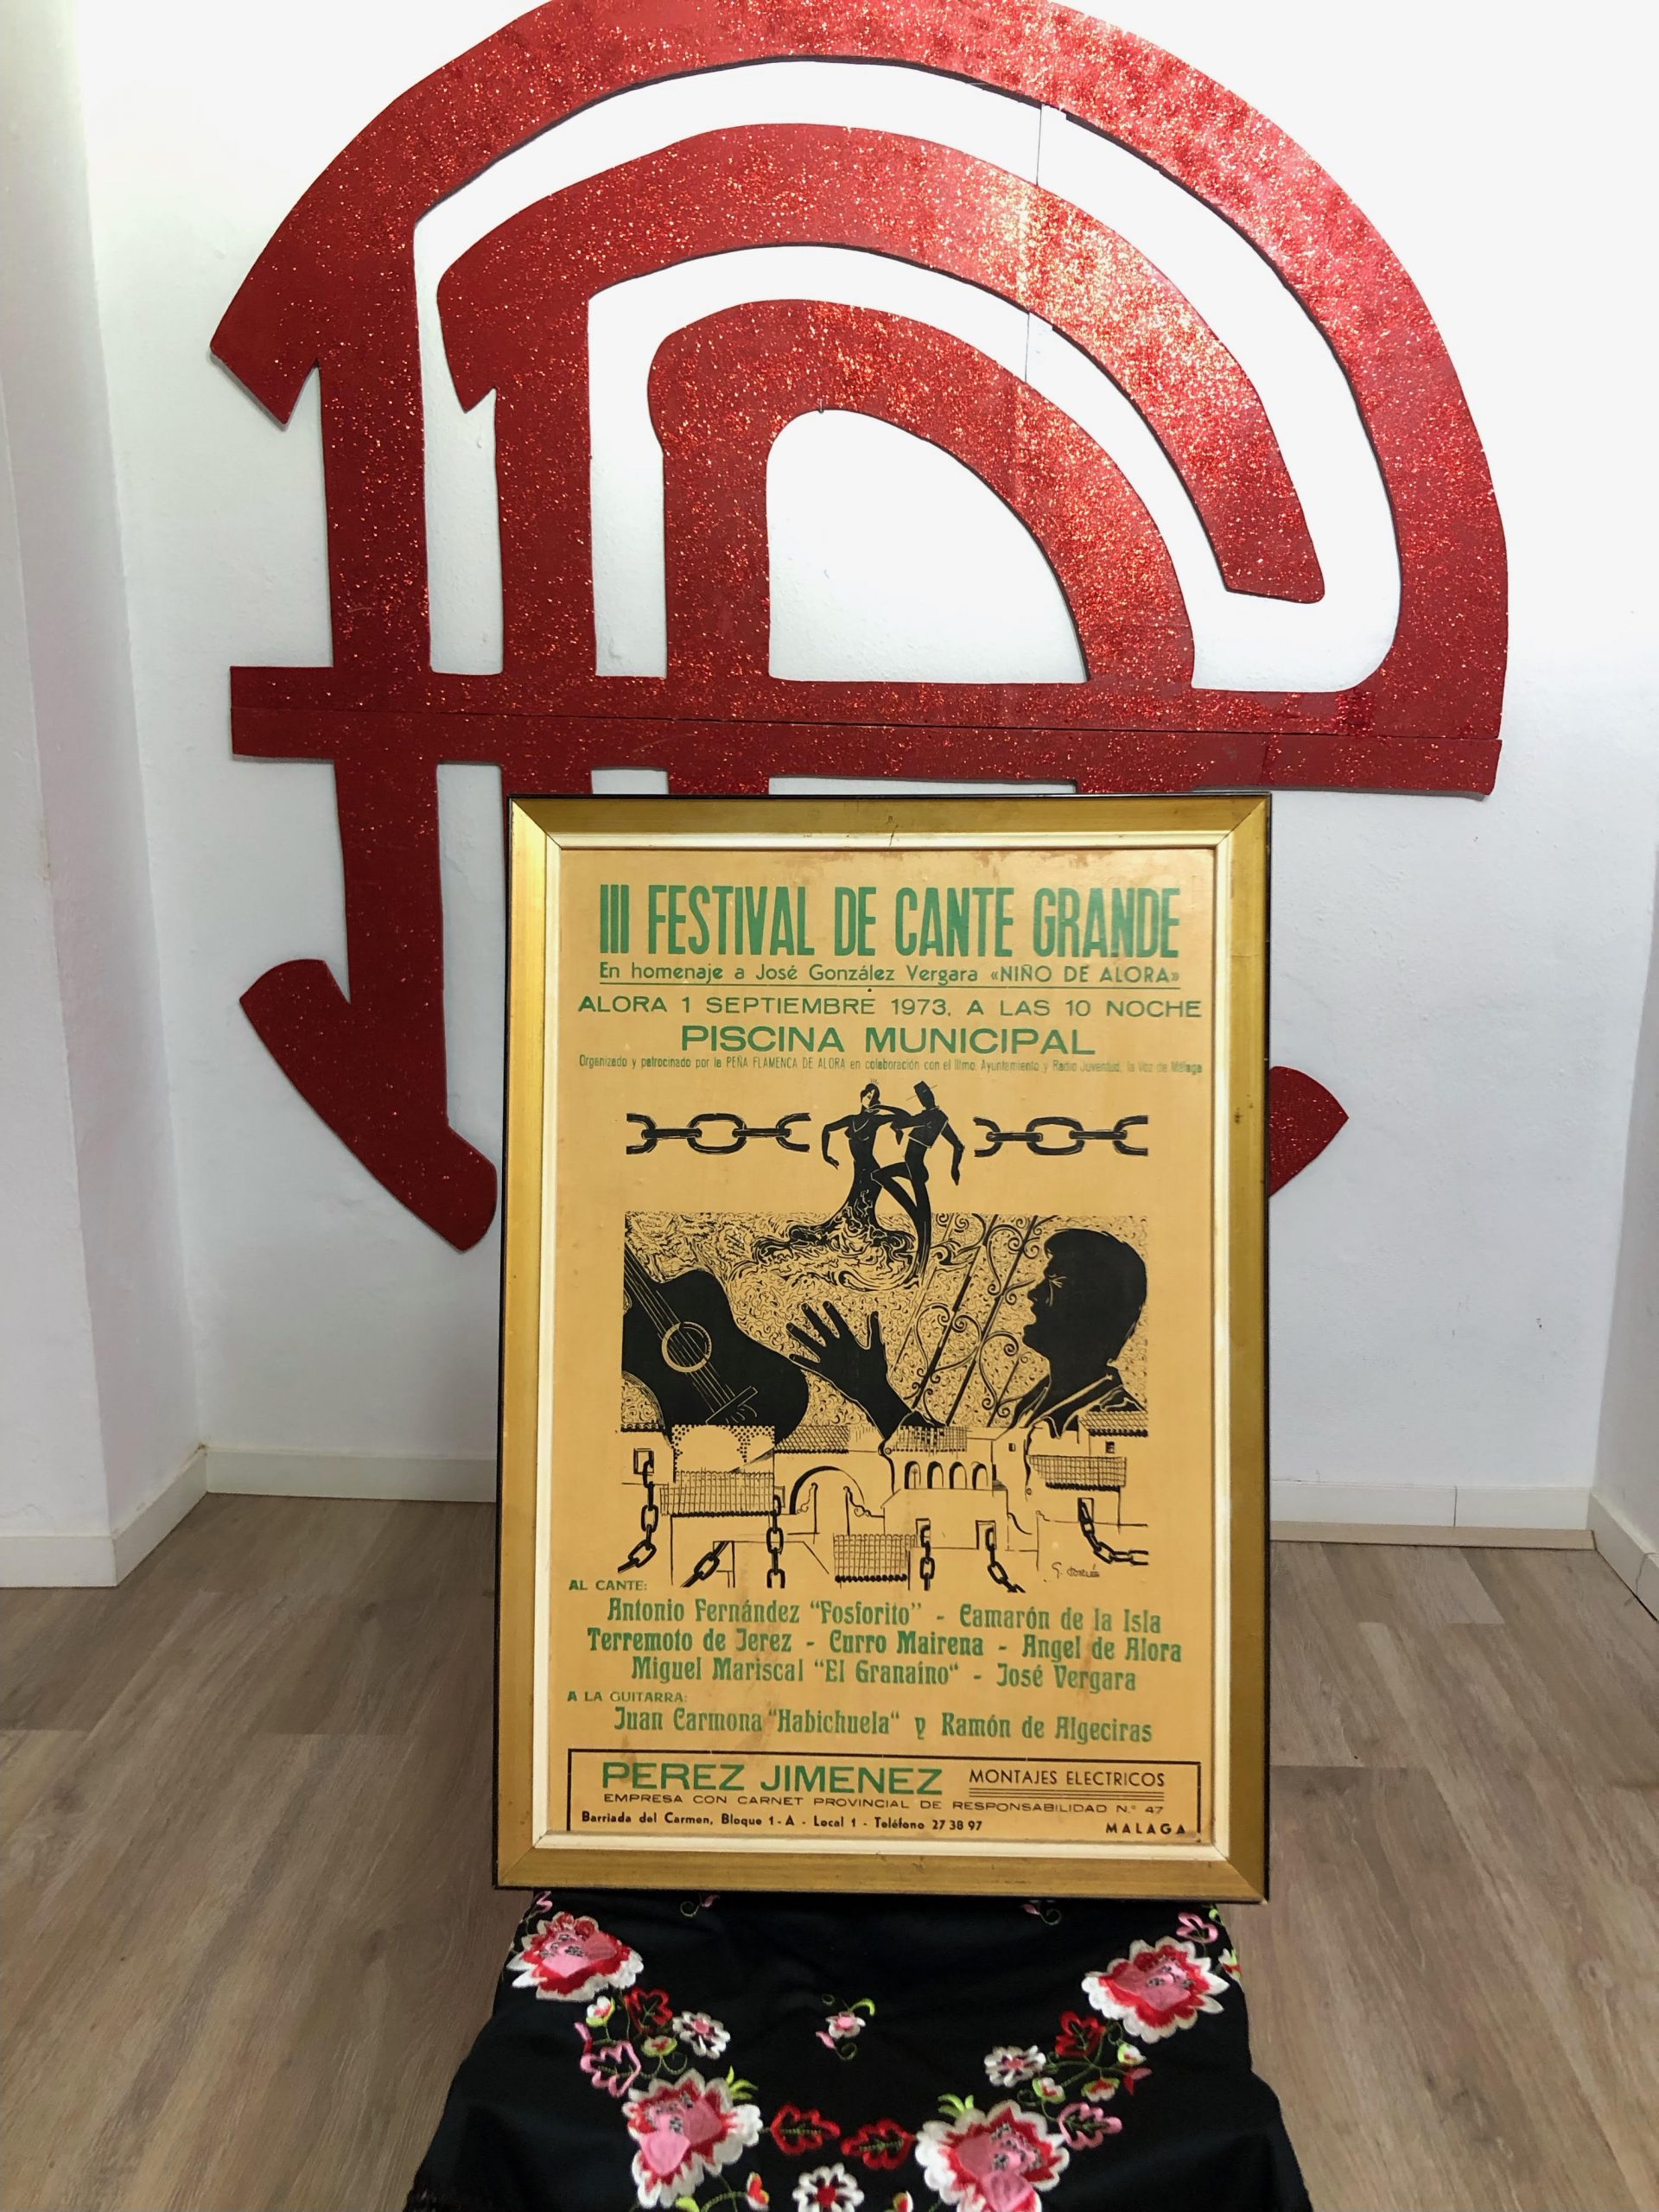 III FESTIVAL DE CANTE GRANDE
En homenaje a José González Vergara «NIÑO DE ALORA»
ALORA 1 SEPTIEMBRE 1973, A LAS 10 NOCHE
PISCINA MUNICIPAL
Organizado y patrocinado por la PEÑA FLAMENCA DE ALORA en colaboración con el Iltmo. Ayuntamiento y Radio Juventud, la Voz de Málaga
AL CANTE:
Antonio Fernández "Fosforito" - Camarón de la Isla
Terremoto de Jerez - Curro Mairena - Angel de Alora
Miguel Mariscal "El Granaino" - José Vergara
A LA GUITARRA:
Juan Carmona "Habichuela" y Ramón de Algeciras
PEREZ JIMENEZ MONTAJES ELECTRICOS
EMPRESA CON CARNET PROVINCIAL DE RESPONSABILIDAD N.º 47
Barriada del Carmen, Bloque 1-A - Local 1 - Teléfono 27 38 97 MALAGA